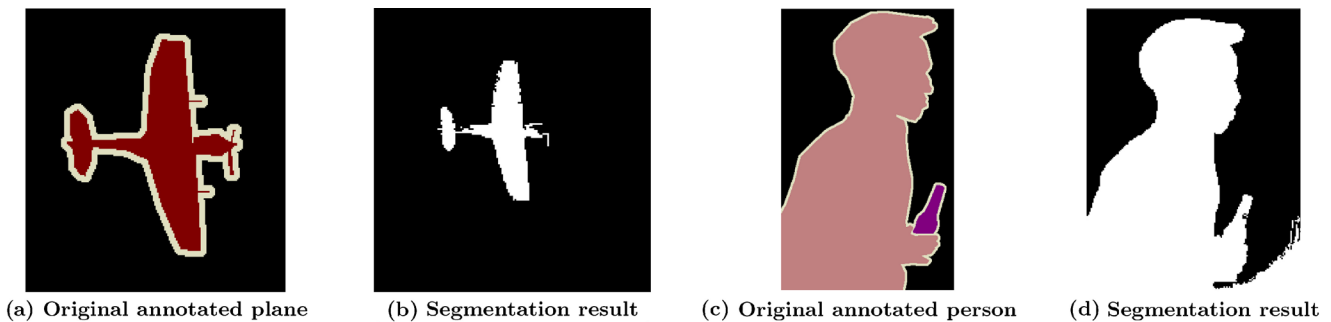 (a) Original annotated plane
(b) Segmentation result
(c) Original annotated person
(d) Segmentation result